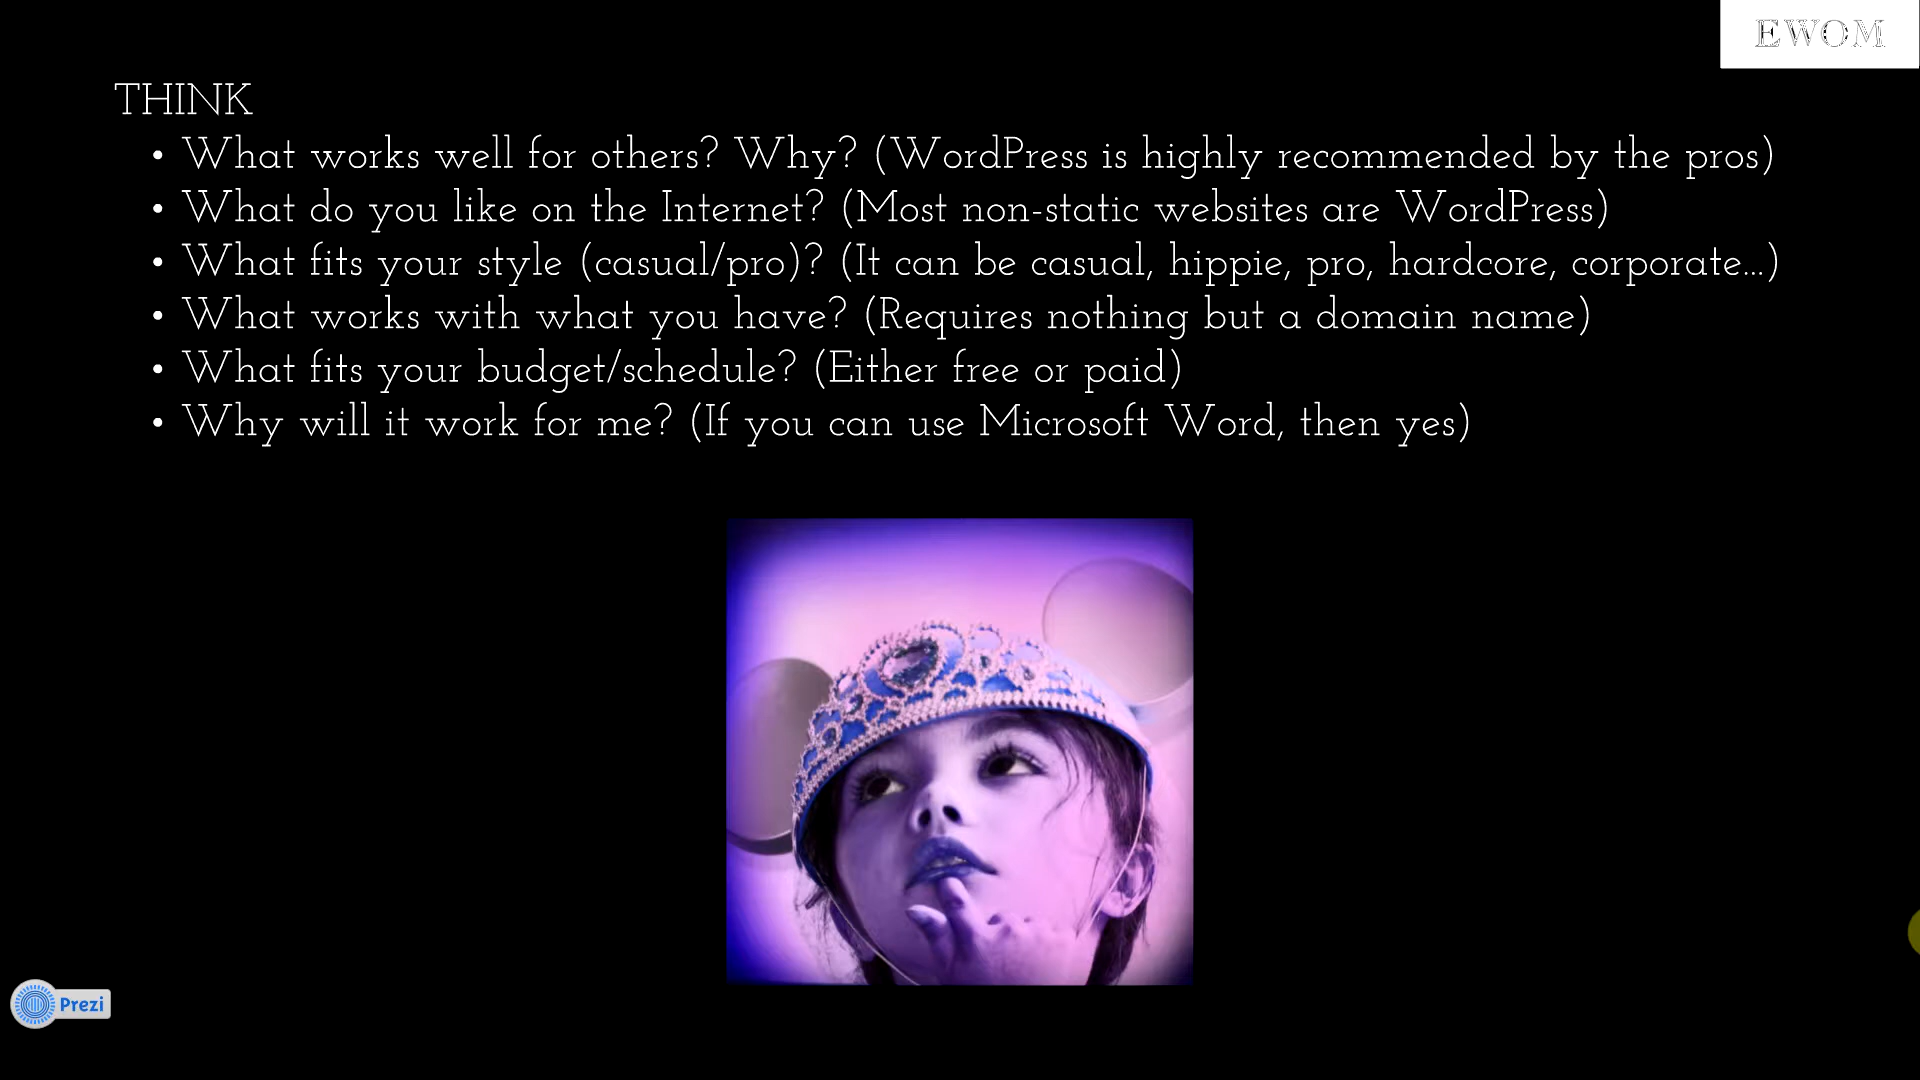 EWOM
THINK
• What works well for others? Why? (WordPress is highly recommended by the pros)
• What do you like on the Internet? (Most non-static websites are WordPress)
• What fits your style (casual/pro)? (It can be casual, hippie, pro, hardcore, corporate...)
• What works with what you have? (Requires nothing but a domain name)
• What fits your budget/schedule? (Either free or paid)
• Why will it work for me? (If you can use Microsoft Word, then yes)
Prezi